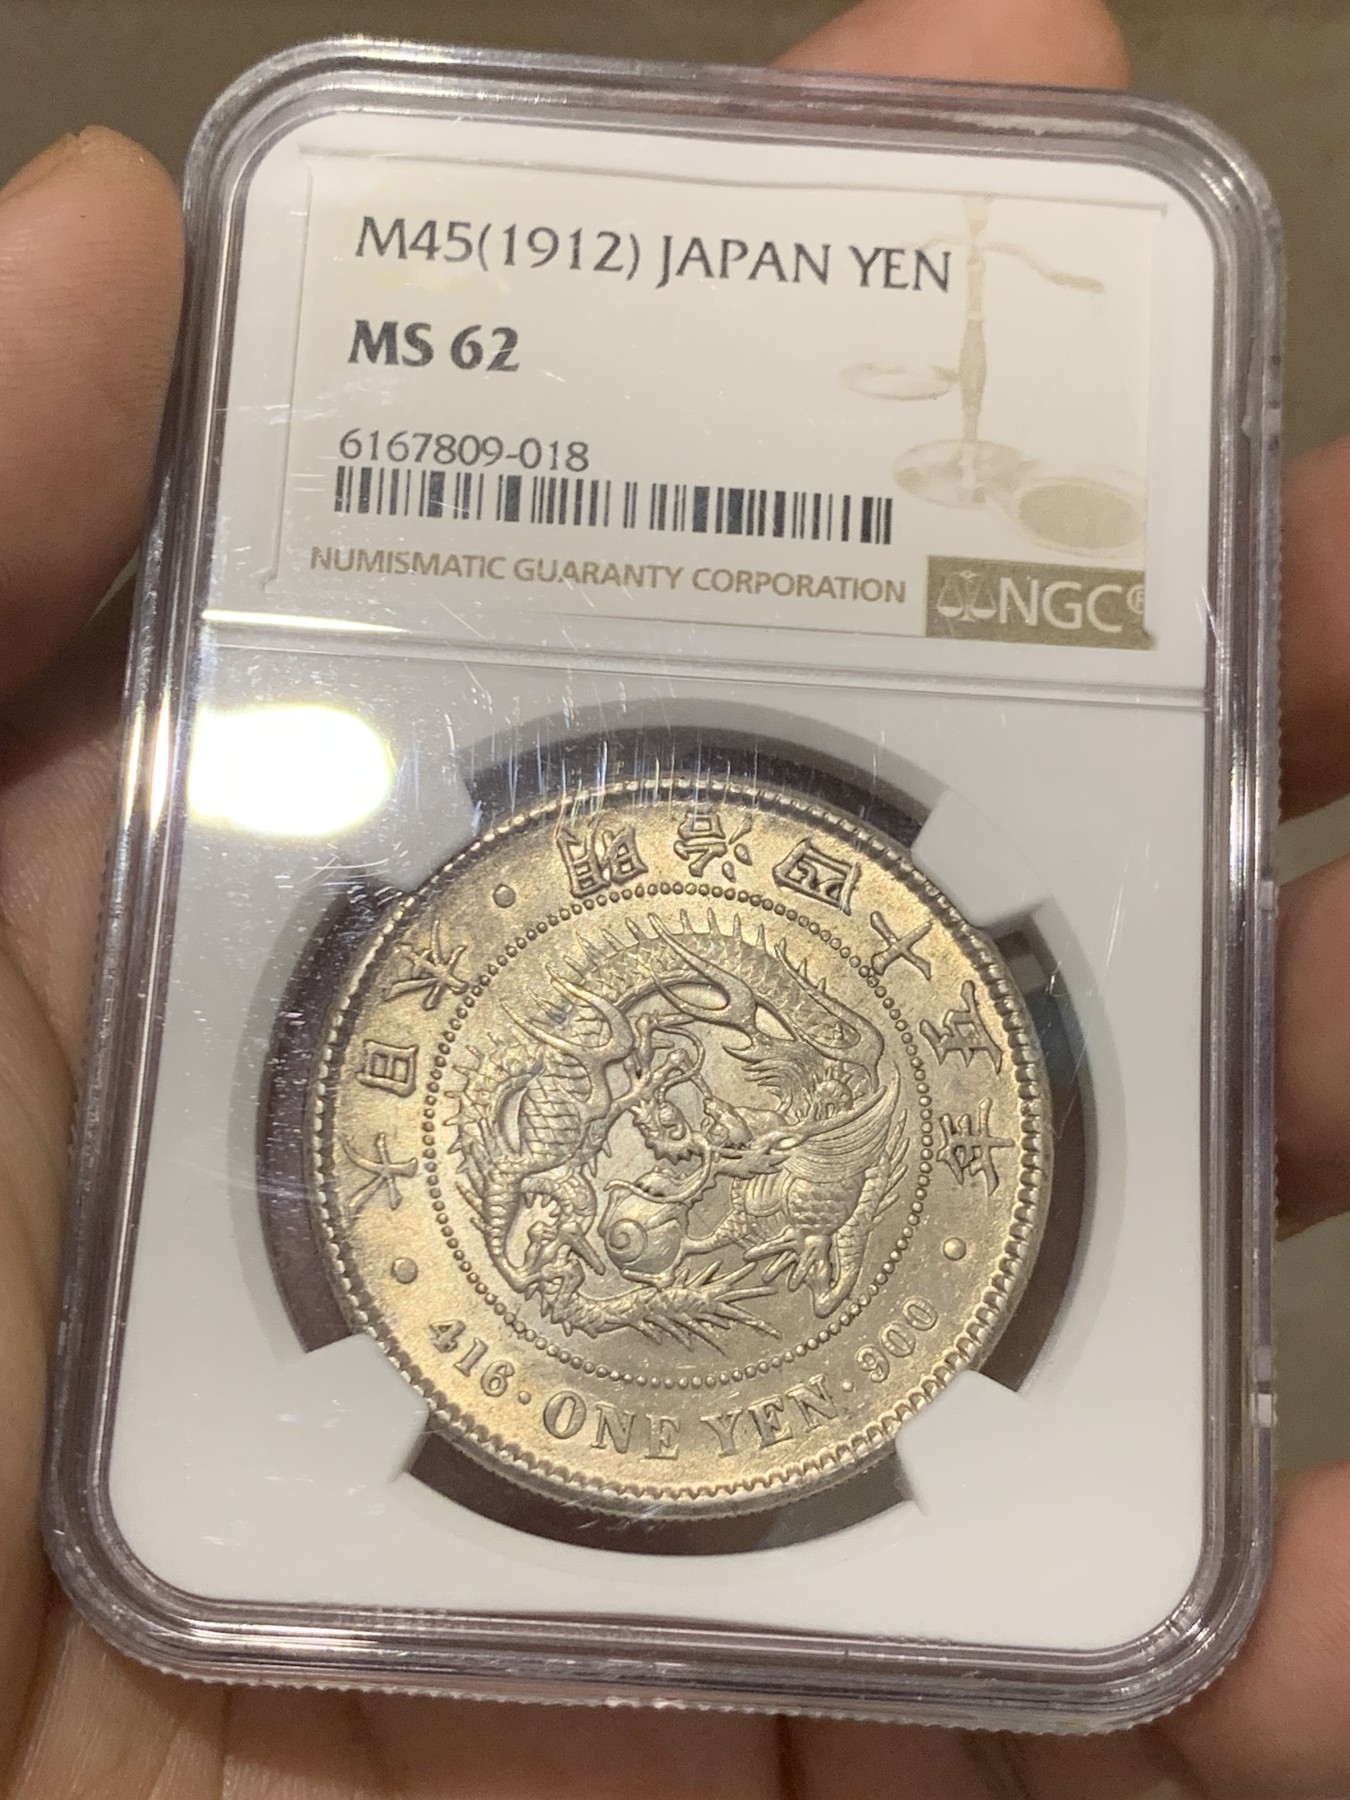 M45(1912) JAPAN YEN
MS 62
6167809-018
NUMISMATIC GUARANTY CORPORATION NGC®
大日本 · 明治四十五年 ·
416 · ONE YEN · 900